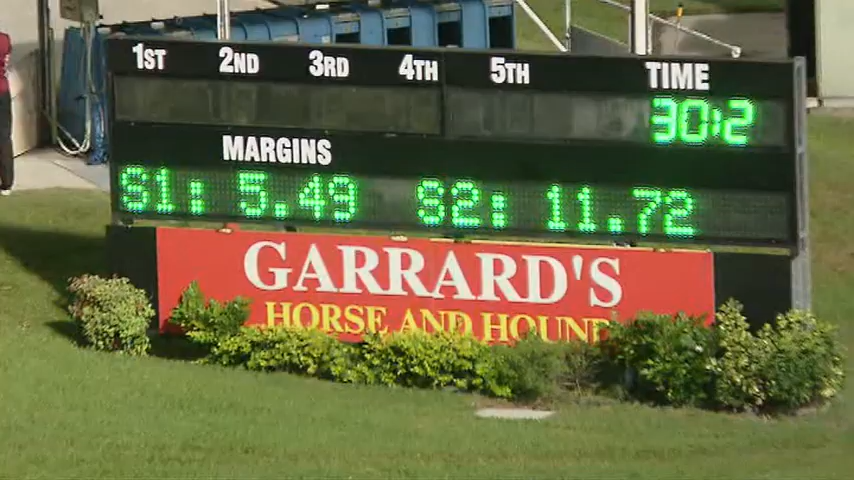 1ST 2ND 3RD 4TH 5TH TIME
30:2
MARGINS
S1: 5.49 S2: 11.72
GARRARD'S
HORSE AND HOUND